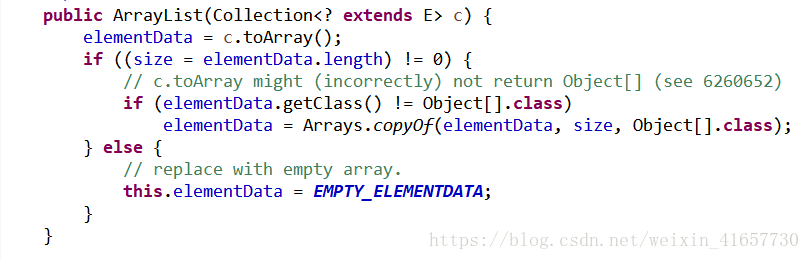 public ArrayList(Collection<? extends E> c) {
elementData = c.toArray();
if ((size = elementData.length) != 0) {
// c.toArray might (incorrectly) not return Object[] (see 6260652)
if (elementData.getClass() != Object[].class)
elementData = Arrays.copyOf(elementData, size, Object[].class);
} else {
// replace with empty array.
this.elementData = EMPTY_ELEMENTDATA;
}
}
https://blog.csdn.net/weixin_41657730